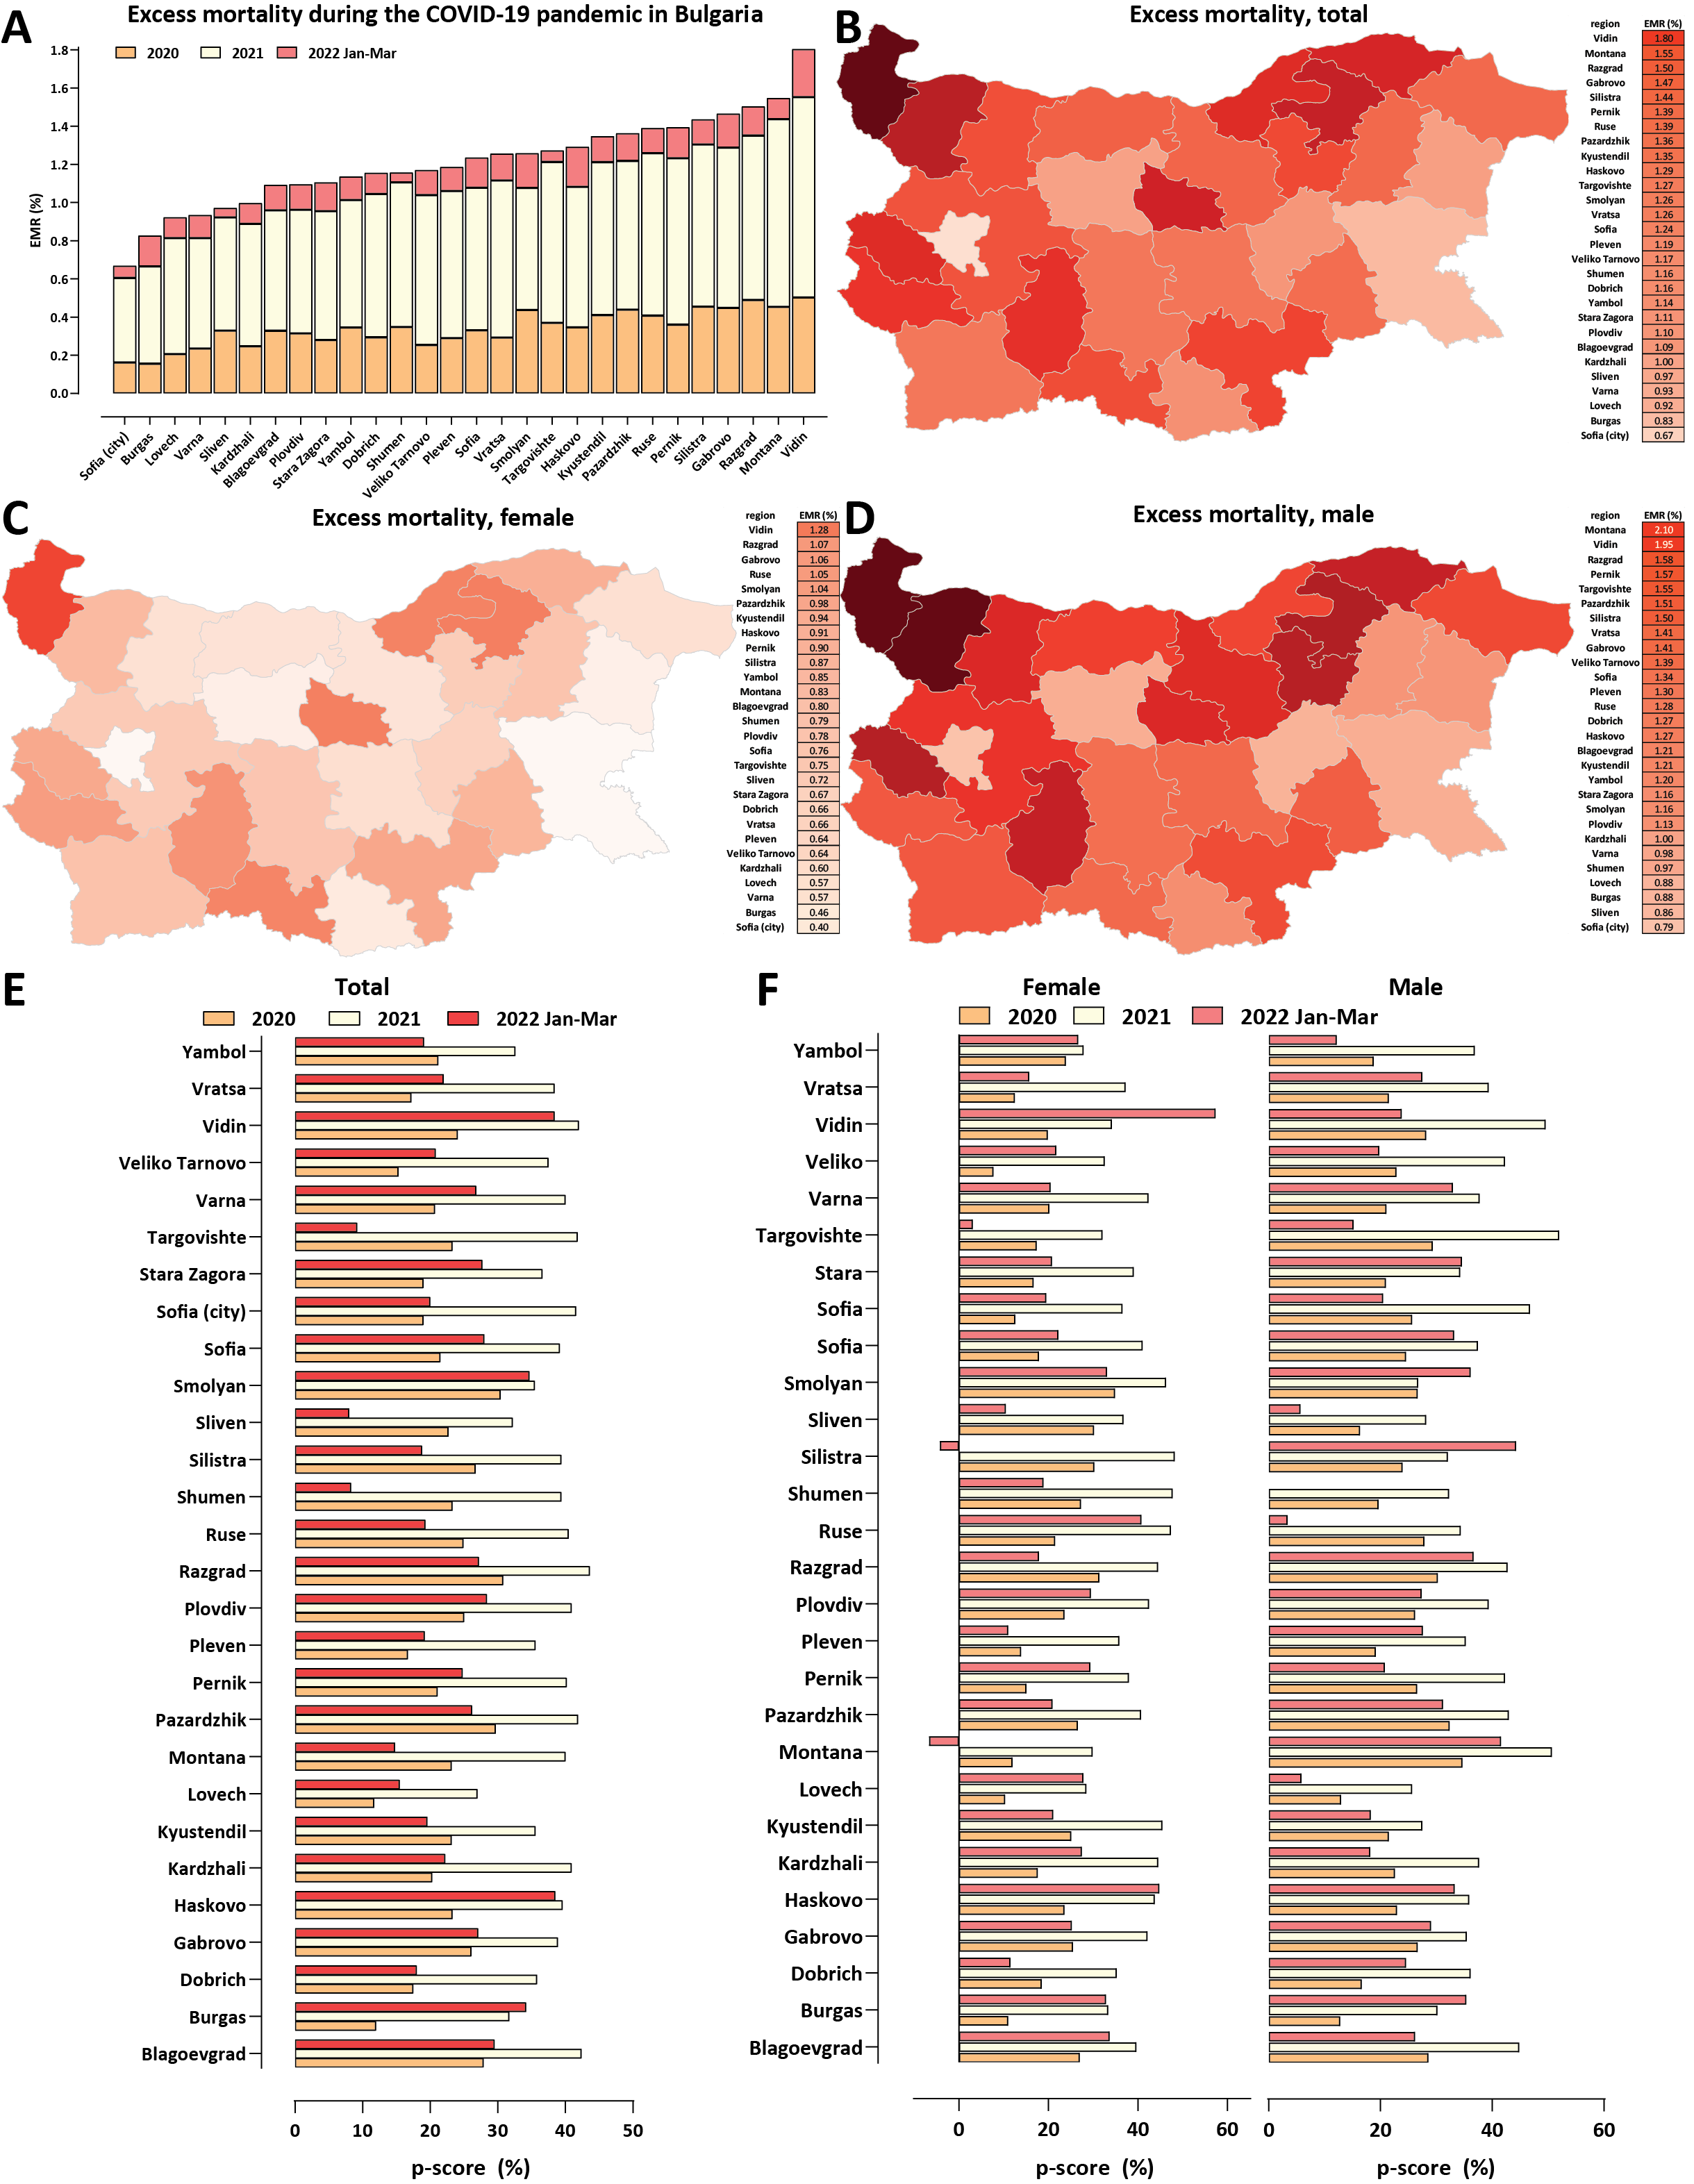 A
Excess mortality during the COVID-19 pandemic in Bulgaria
2020
2021
2022 Jan-Mar
EMR (%)
1.8
1.6
1.4
1.2
1.0
0.8
0.6
0.4
0.2
0.0
Sofia (city)
Burgas
Lovech
Varna
Sliven
Kardzhali
Blagoevgrad
Plovdiv
Stara Zagora
Yambol
Dobrich
Shumen
Veliko Tarnovo
Pleven
Sofia
Vratsa
Smolyan
Targovishte
Haskovo
Kyustendil
Pazardzhik
Ruse
Pernik
Silistra
Gabrovo
Razgrad
Montana
Vidin
B
Excess mortality, total
region EMR (%)
Vidin 1.80
Montana 1.55
Razgrad 1.50
Gabrovo 1.47
Silistra 1.44
Pernik 1.39
Ruse 1.39
Pazardzhik 1.36
Kyustendil 1.35
Haskovo 1.29
Targovishte 1.27
Smolyan 1.26
Vratsa 1.26
Sofia 1.24
Pleven 1.19
Veliko Tarnovo 1.17
Shumen 1.16
Dobrich 1.16
Yambol 1.14
Stara Zagora 1.11
Plovdiv 1.10
Blagoevgrad 1.09
Kardzhali 1.00
Sliven 0.97
Varna 0.93
Lovech 0.92
Burgas 0.83
Sofia (city) 0.67
C
Excess mortality, female
region EMR (%)
Vidin 1.28
Razgrad 1.07
Gabrovo 1.06
Ruse 1.05
Smolyan 1.04
Pazardzhik 0.98
Kyustendil 0.94
Haskovo 0.91
Pernik 0.90
Silistra 0.87
Yambol 0.85
Montana 0.83
Blagoevgrad 0.80
Shumen 0.79
Plovdiv 0.78
Sofia 0.76
Targovishte 0.75
Sliven 0.72
Stara Zagora 0.67
Dobrich 0.66
Vratsa 0.66
Pleven 0.64
Veliko Tarnovo 0.64
Kardzhali 0.60
Lovech 0.57
Varna 0.57
Burgas 0.46
Sofia (city) 0.40
D
Excess mortality, male
region EMR (%)
Montana 2.10
Vidin 1.95
Razgrad 1.58
Pernik 1.57
Targovishte 1.55
Pazardzhik 1.51
Silistra 1.50
Vratsa 1.41
Gabrovo 1.41
Veliko Tarnovo 1.39
Sofia 1.34
Pleven 1.30
Ruse 1.28
Dobrich 1.27
Haskovo 1.27
Blagoevgrad 1.21
Kyustendil 1.21
Yambol 1.20
Stara Zagora 1.16
Smolyan 1.16
Plovdiv 1.13
Kardzhali 1.00
Varna 0.98
Shumen 0.97
Lovech 0.88
Burgas 0.88
Sliven 0.86
Sofia (city) 0.79
E
Total
2020
2021
2022 Jan-Mar
Yambol
Vratsa
Vidin
Veliko Tarnovo
Varna
Targovishte
Stara Zagora
Sofia (city)
Sofia
Smolyan
Sliven
Silistra
Shumen
Ruse
Razgrad
Plovdiv
Pleven
Pernik
Pazardzhik
Montana
Lovech
Kyustendil
Kardzhali
Haskovo
Gabrovo
Dobrich
Burgas
Blagoevgrad
0 10 20 30 40 50
p-score (%)
F
Female
Male
2020
2021
2022 Jan-Mar
Yambol
Vratsa
Vidin
Veliko
Varna
Targovishte
Stara
Sofia
Sofia
Smolyan
Sliven
Silistra
Shumen
Ruse
Razgrad
Plovdiv
Pleven
Pernik
Pazardzhik
Montana
Lovech
Kyustendil
Kardzhali
Haskovo
Gabrovo
Dobrich
Burgas
Blagoevgrad
0 20 40 60
p-score (%)
0 20 40 60
p-score (%)